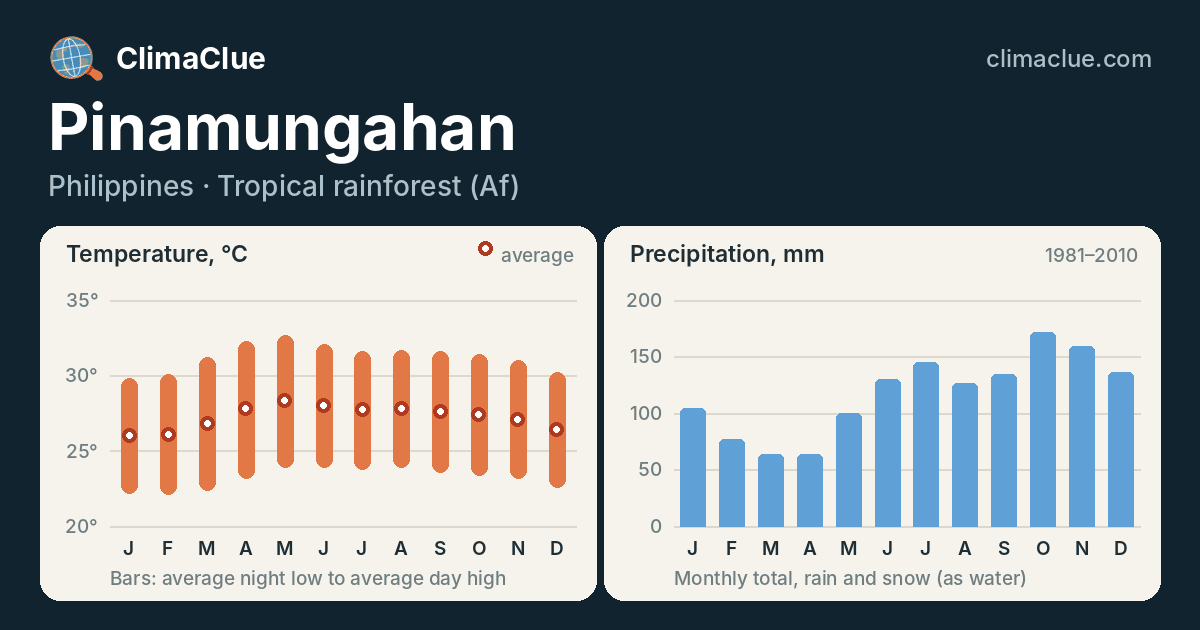 ClimaClue
climaclue.com
Pinamungahan
Philippines · Tropical rainforest (Af)
Temperature, °C
average
35°
30°
25°
20°
J F M A M J J A S O N D
Bars: average night low to average day high
Precipitation, mm
1981–2010
200
150
100
50
0
J F M A M J J A S O N D
Monthly total, rain and snow (as water)